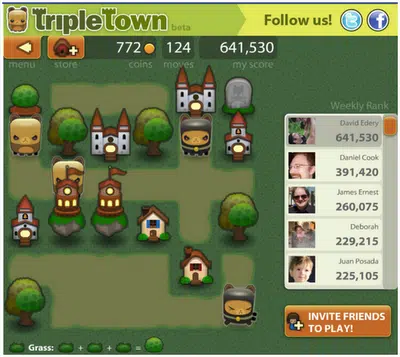 TripleTown
beta
Follow us!
menu
store
772
coins
124
moves
641,530
my score
Weekly Rank
David Edery
641,530
Daniel Cook
391,420
James Ernest
260,075
Deborah
229,215
Juan Posada
225,105
INVITE FRIENDS
TO PLAY!
Grass: + + =